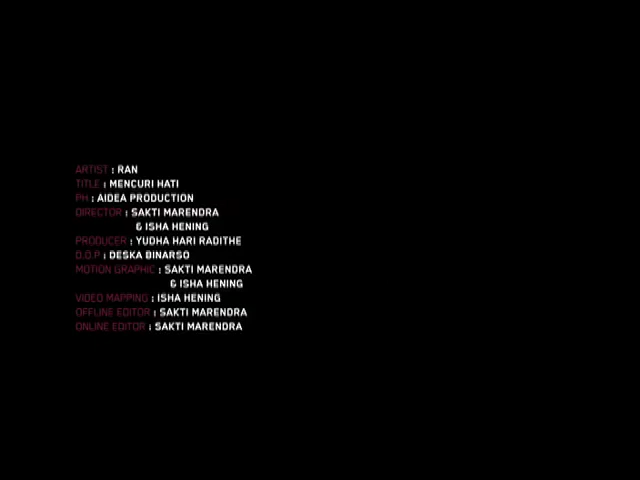 ARTIST : RAN
TITLE : MENCURI HATI
PH : AIDEA PRODUCTION
DIRECTOR : SAKTI MARENDRA
& ISHA HENING
PRODUCER : YUDHA HARI RADITHE
D.O.P : DESKA BINARSO
MOTION GRAPHIC : SAKTI MARENDRA
& ISHA HENING
VIDEO MAPPING : ISHA HENING
OFFLINE EDITOR : SAKTI MARENDRA
ONLINE EDITOR : SAKTI MARENDRA